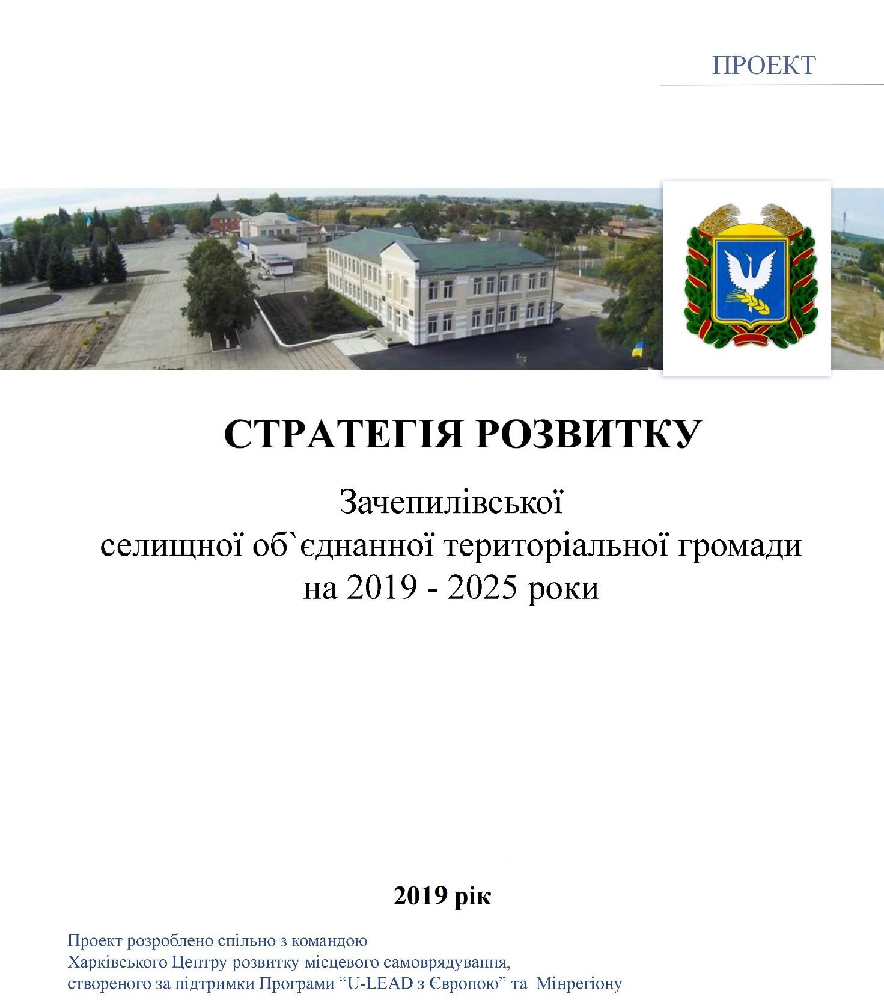 ПРОЕКТ
СТРАТЕГІЯ РОЗВИТКУ
Зачепилівської
селищної об`єднанної територіальної громади
на 2019 - 2025 роки
2019 рік
Проект розроблено спільно з командою
Харківського Центру розвитку місцевого самоврядування,
створеного за підтримки Програми “U-LEAD з Європою” та Мінрегіону